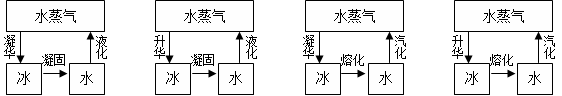 水蒸气 水蒸气 水蒸气 水蒸气
凝华 液化 升华 液化 凝华 汽化 升华 汽化
凝固 凝固 熔化 熔化
冰 水 冰 水 冰 水 冰 水